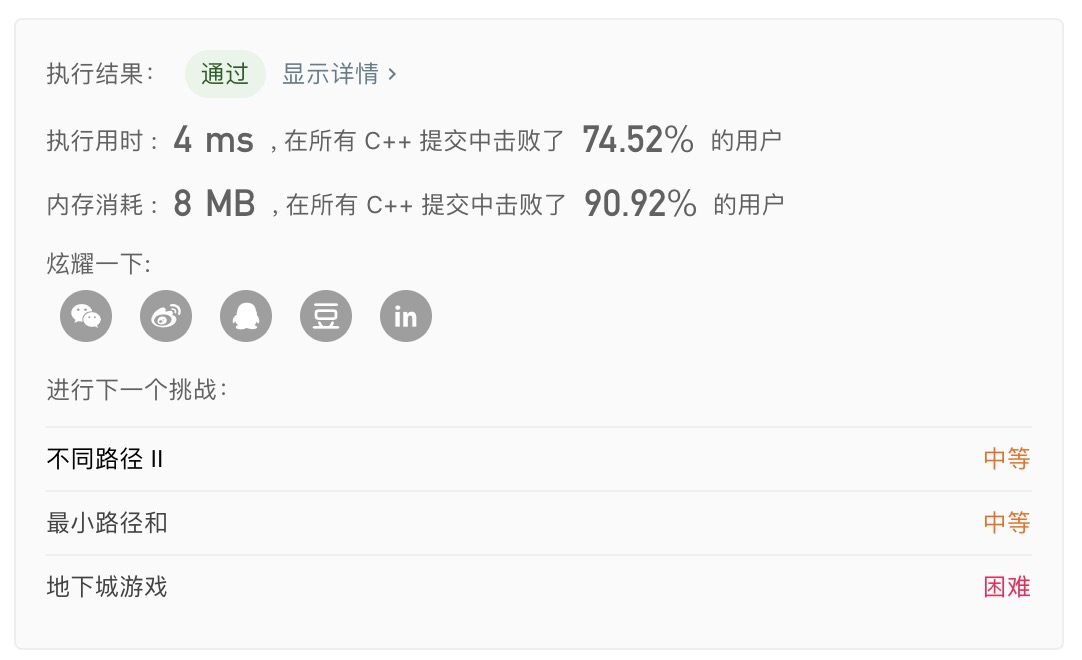 执行结果： 通过 显示详情 ›
执行用时：4 ms , 在所有 C++ 提交中击败了 74.52% 的用户
内存消耗：8 MB , 在所有 C++ 提交中击败了 90.92% 的用户
炫耀一下:
豆 in
进行下一个挑战：
不同路径 II 中等
最小路径和 中等
地下城游戏 困难